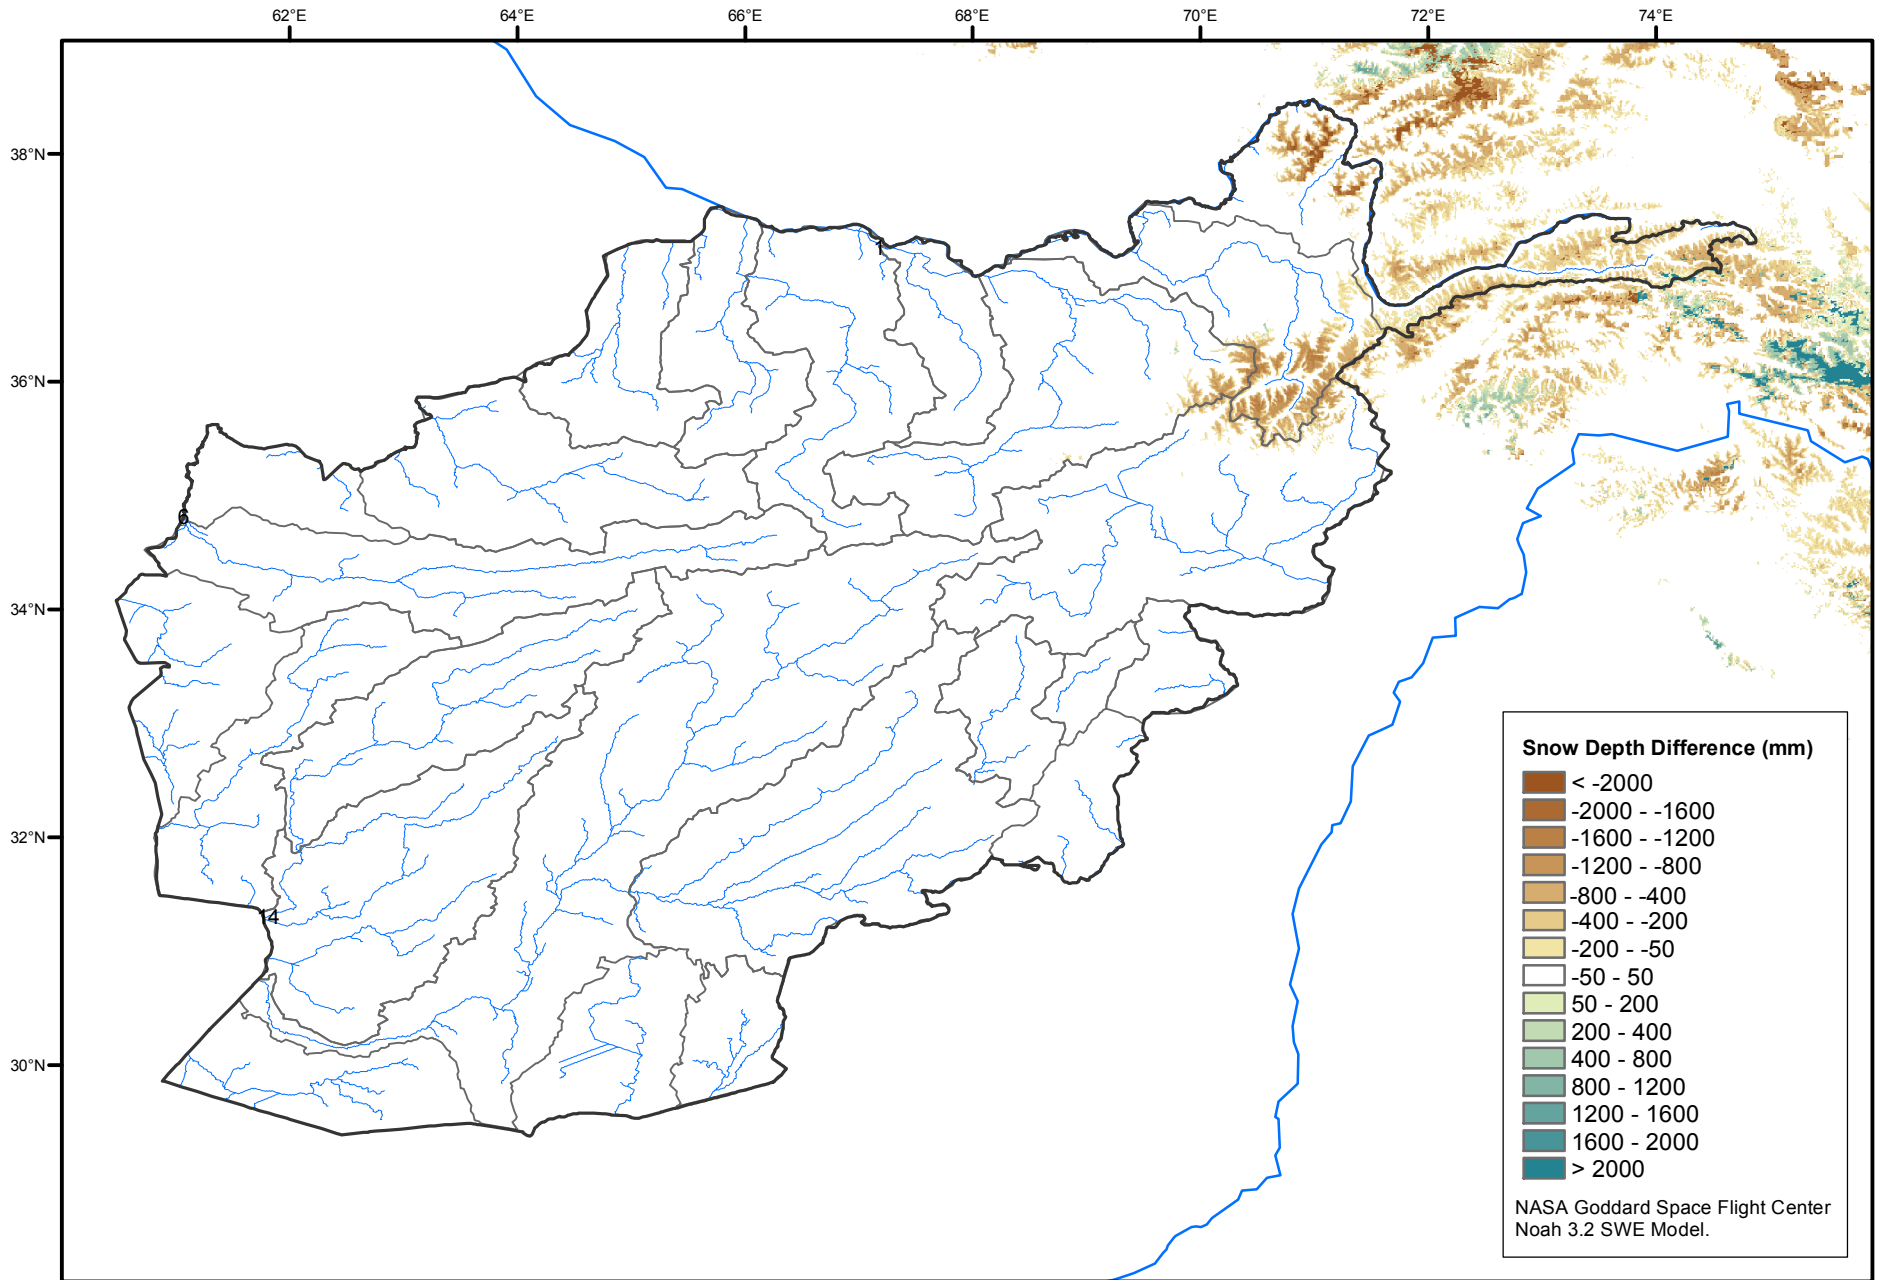 62°E 64°E 66°E 68°E 70°E 72°E 74°E
38°N
1
36°N
6
34°N
32°N
14
30°N
Snow Depth Difference (mm)
< -2000
-2000 - -1600
-1600 - -1200
-1200 - -800
-800 - -400
-400 - -200
-200 - -50
-50 - 50
50 - 200
200 - 400
400 - 800
800 - 1200
1200 - 1600
1600 - 2000
> 2000
NASA Goddard Space Flight Center
Noah 3.2 SWE Model.